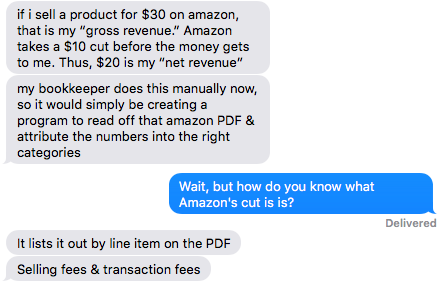 if i sell a product for $30 on amazon,
that is my “gross revenue.” Amazon
takes a $10 cut before the money gets
to me. Thus, $20 is my “net revenue”
my bookkeeper does this manually now,
so it would simply be creating a
program to read off that amazon PDF &
attribute the numbers into the right
categories
Wait, but how do you know what
Amazon's cut is is?
Delivered
It lists it out by line item on the PDF
Selling fees & transaction fees